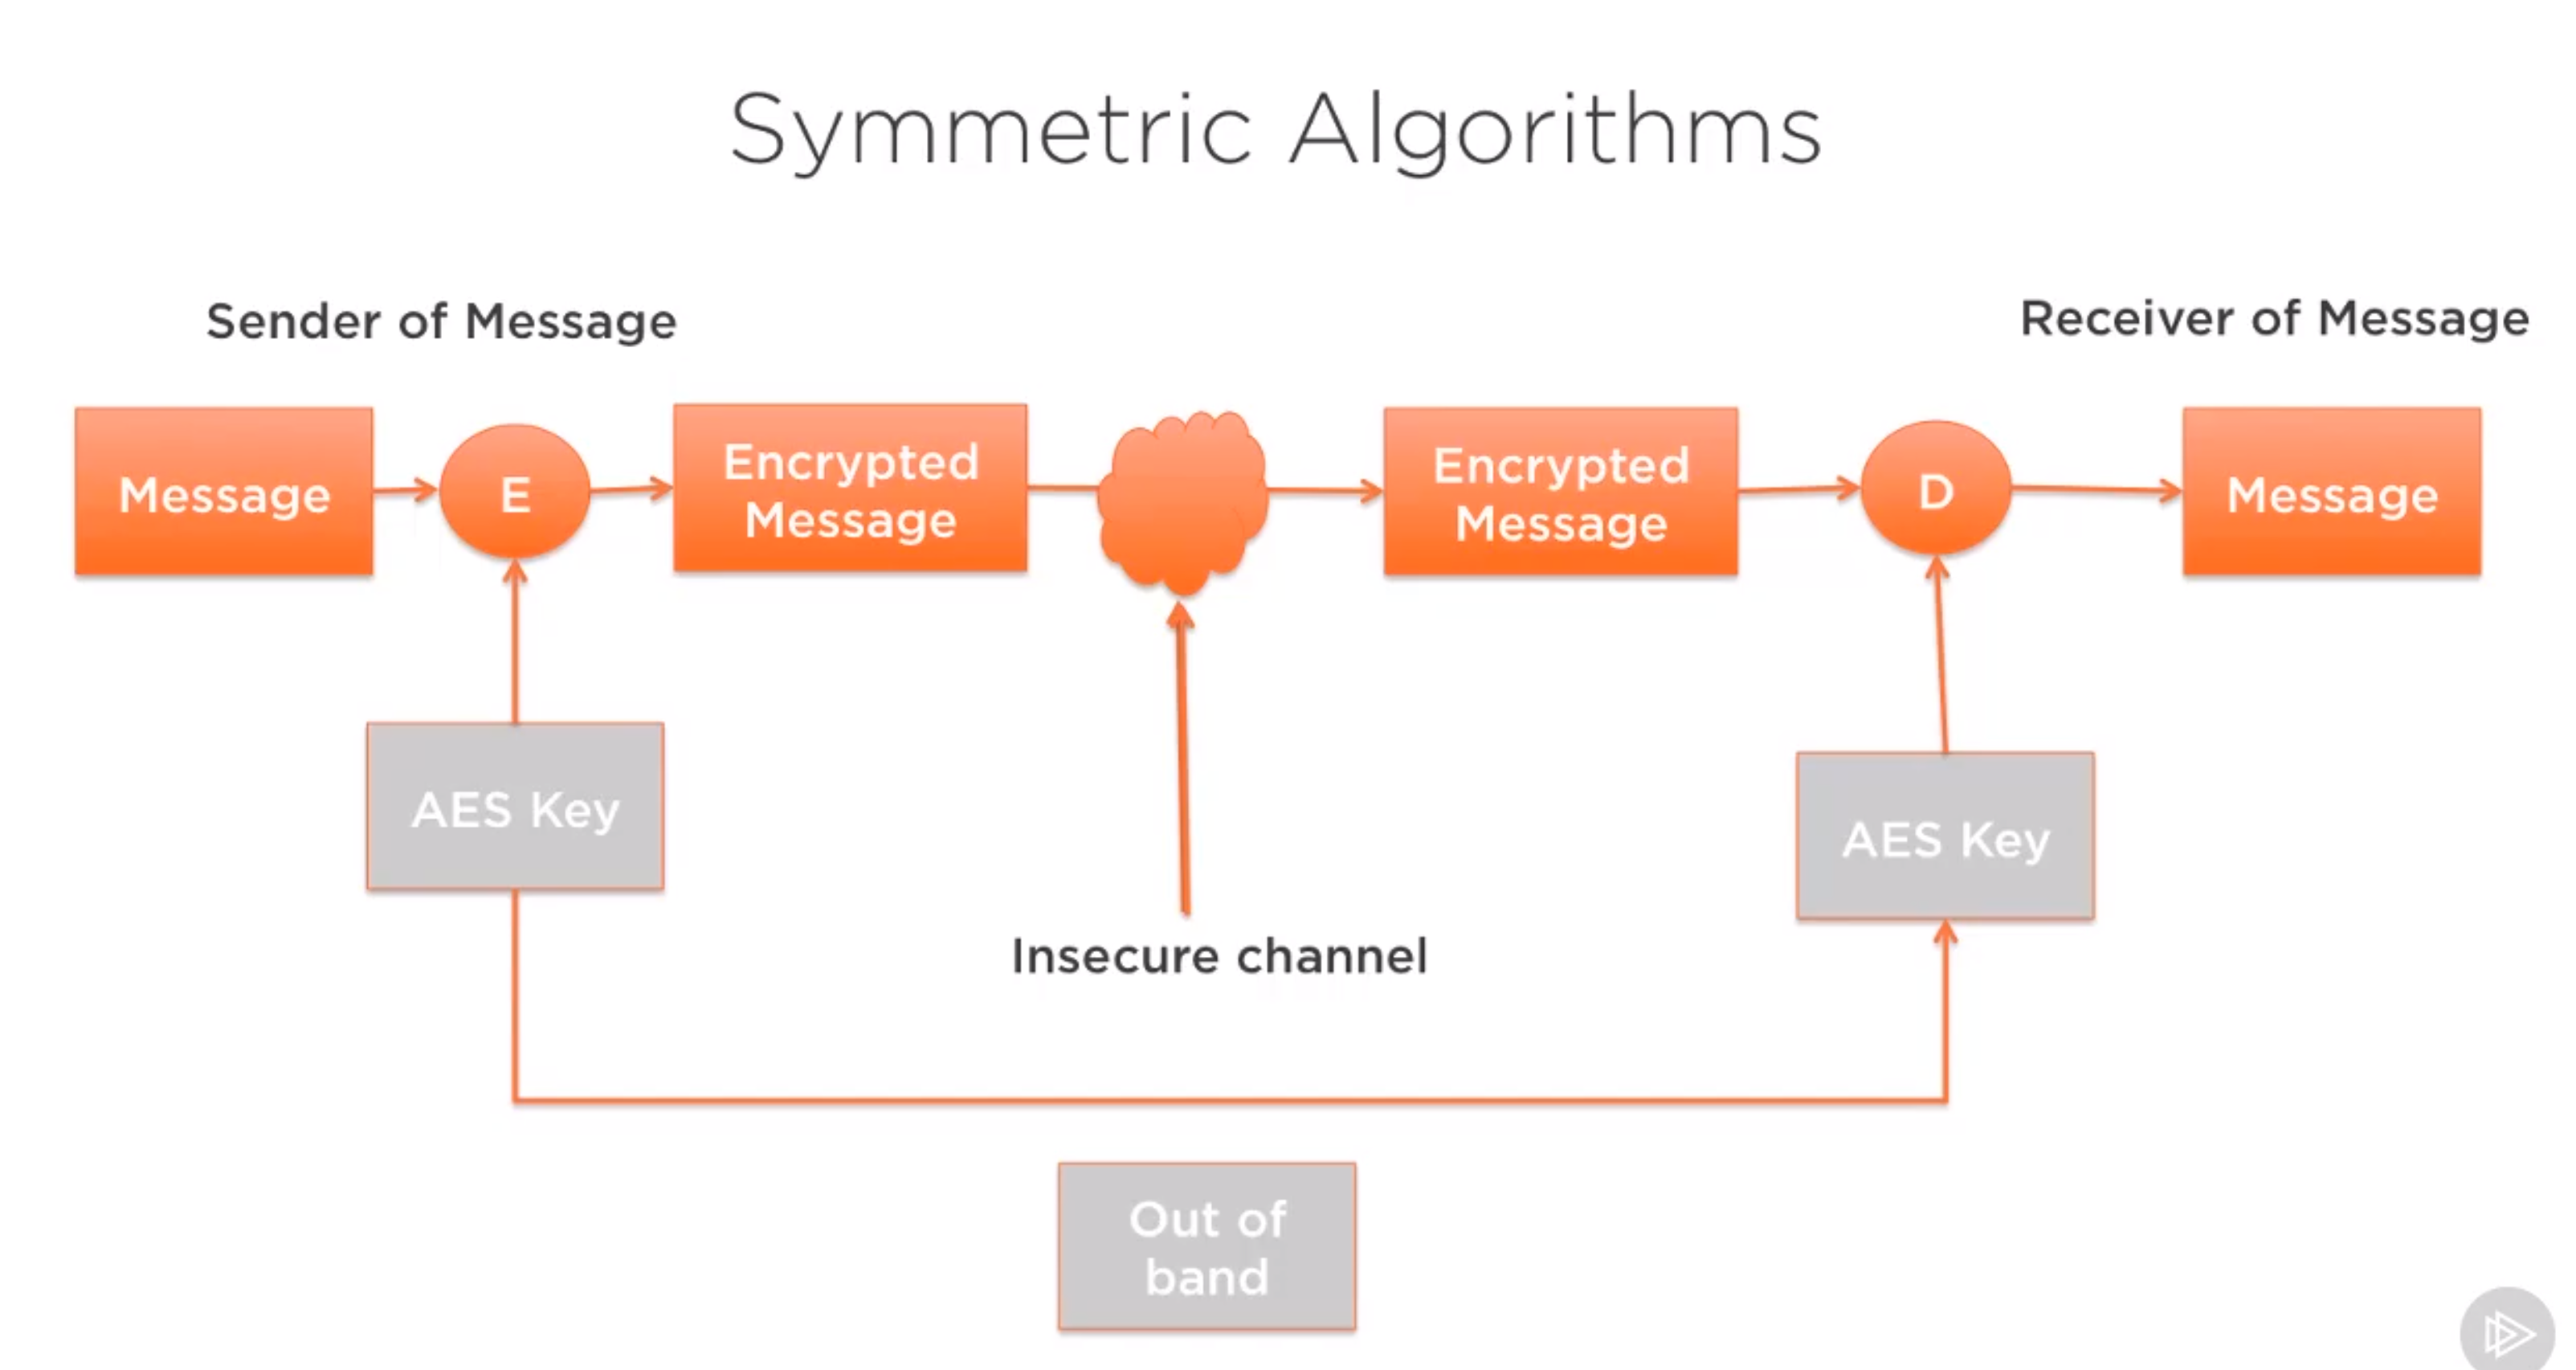 Symmetric Algorithms
Sender of Message
Receiver of Message
Message
E
Encrypted
Message
Encrypted
Message
D
Message
AES Key
AES Key
Insecure channel
Out of
band